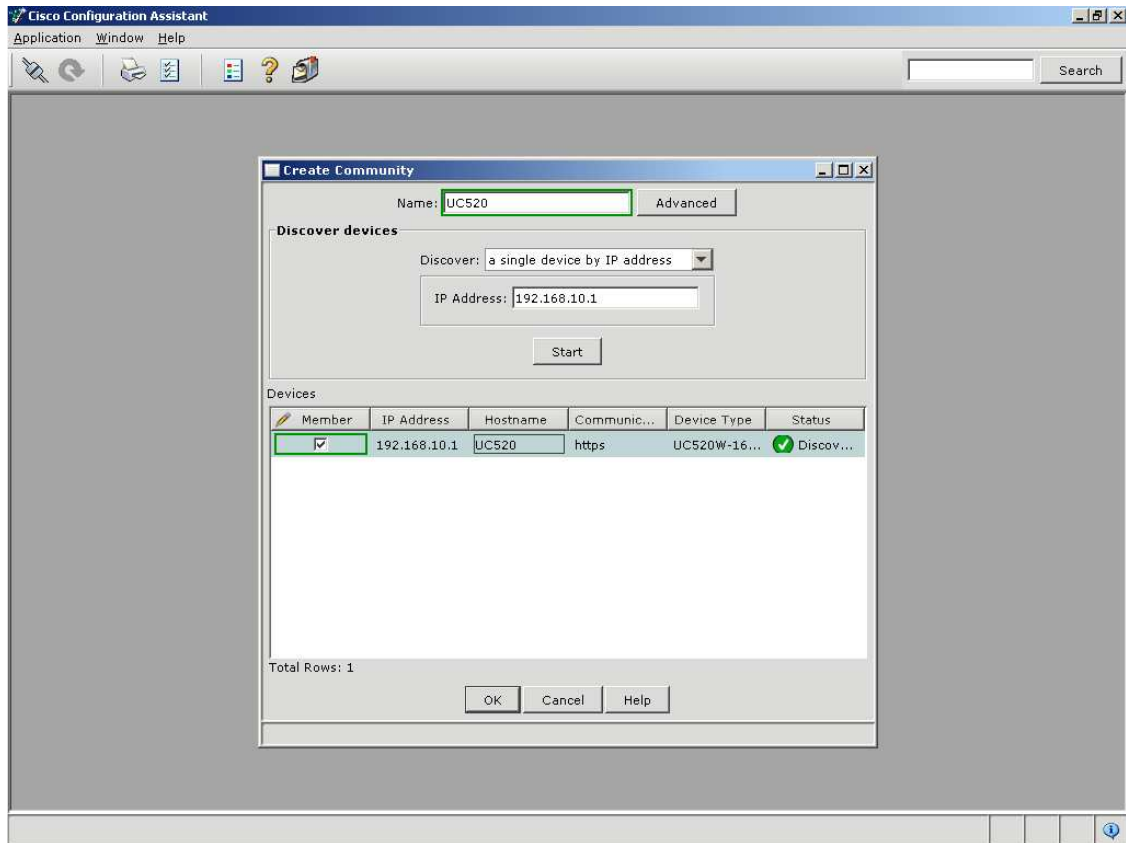 Cisco Configuration Assistant
Application Window Help
Search
Create Community
Name: UC520 Advanced
Discover devices
Discover: a single device by IP address
IP Address: 192.168.10.1
Start
Devices
Member IP Address Hostname Communic... Device Type Status
192.168.10.1 UC520 https UC520W-16... Discov...
Total Rows: 1
OK Cancel Help